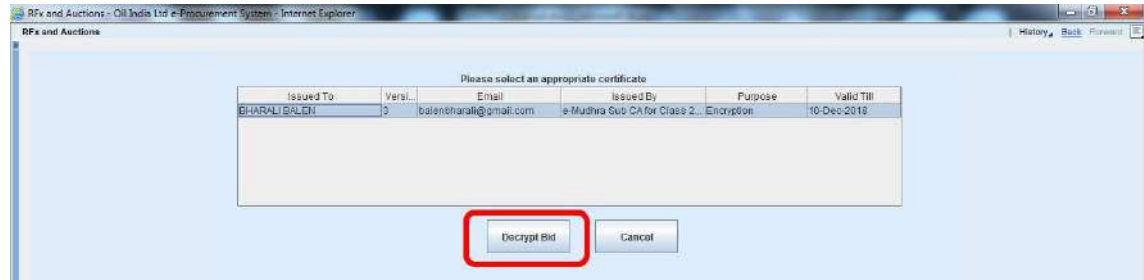 RFx and Auctions - Oil India Ltd e-Procurement System - Internet Explorer
RFx and Auctions | History Back Forward
Please select an appropriate certificate
Issued To Versi... Email Issued By Purpose Valid Till
BHARALI BALEN 3 balenbharali@gmail.com e-Mudhra Sub CA for Class 2... Encryption 10-Dec-2018
Decrypt Bid Cancel